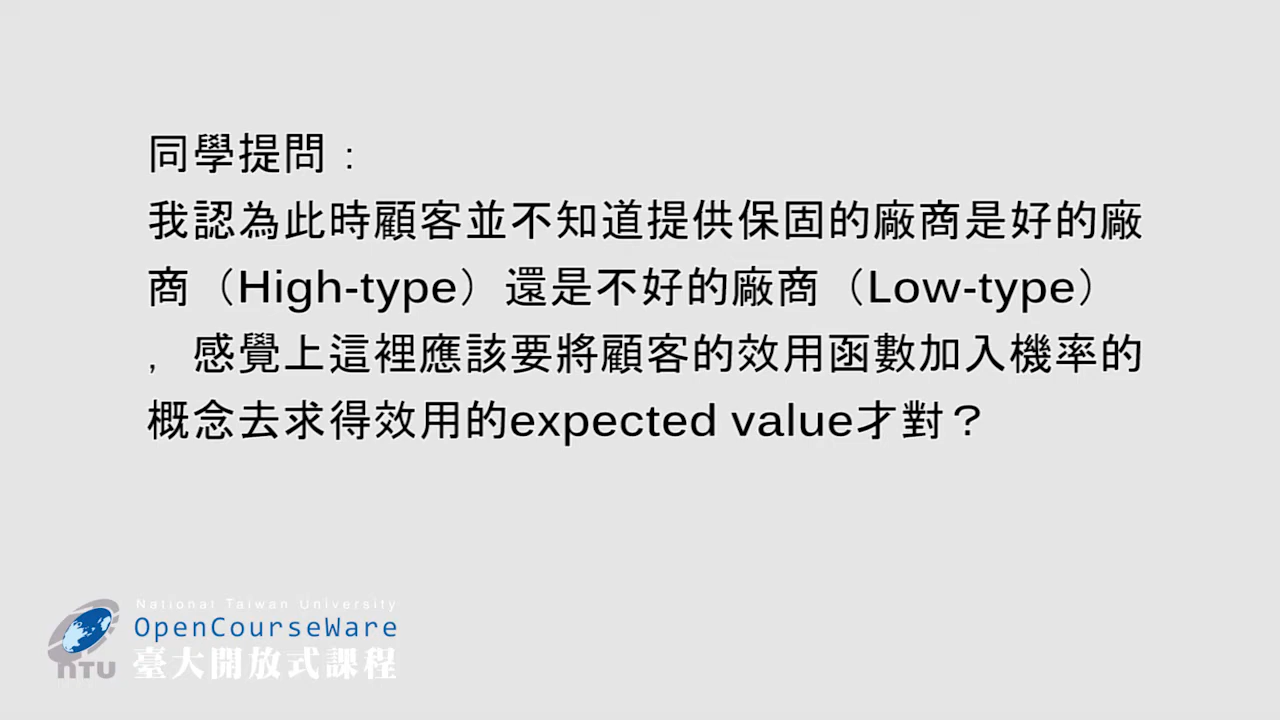 同學提問：
我認為此時顧客並不知道提供保固的廠商是好的廠
商（High-type）還是不好的廠商（Low-type）
，感覺上這裡應該要將顧客的效用函數加入機率的
概念去求得效用的expected value才對？
National Taiwan University
OpenCourseWare
NTU
臺大開放式課程